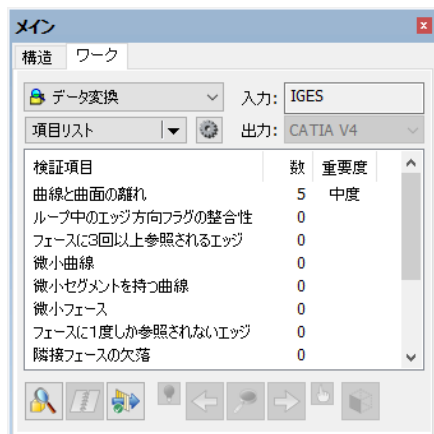 メイン
構造 ワーク
データ変換 入力: IGES
項目リスト 出力: CATIA V4
検証項目 数 重要度
曲線と曲面の離れ 5 中度
ループ中のエッジ方向フラグの整合性 0
フェースに3回以上参照されるエッジ 0
微小曲線 0
微小セグメントを持つ曲線 0
微小フェース 0
フェースに1度しか参照されないエッジ 0
隣接フェースの欠落 0